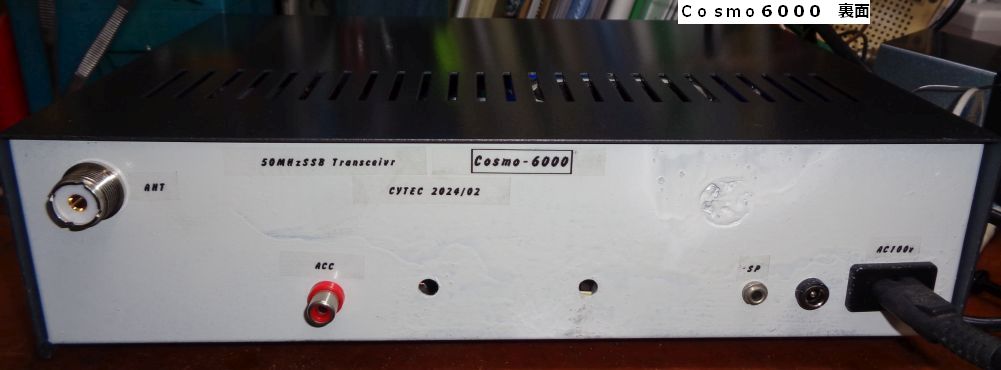 Ｃｏｓｍｏ６０００　裏面
50MHzSSB Transceivr
Cosmo-6000
ANT
CYTEC 2024/02
AC100v
ACC
SP